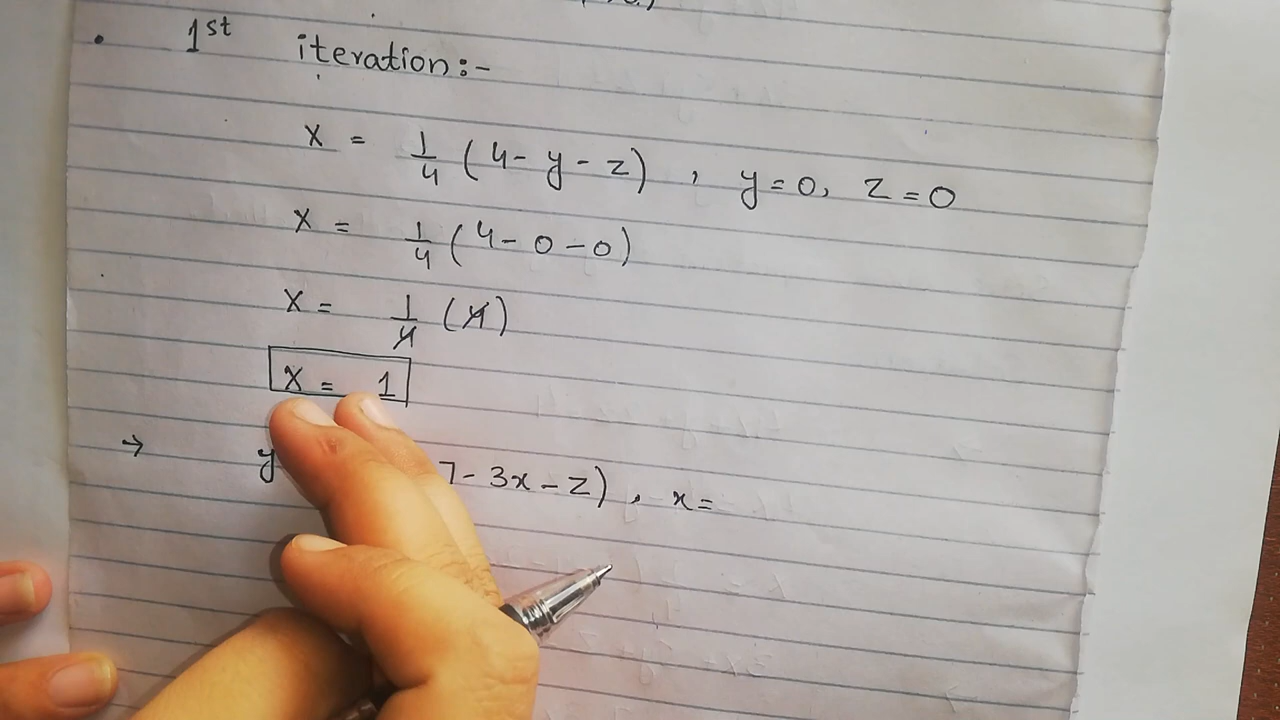 • 1st iteration:-
X = 1/4 (4 - y - z) , y = 0, z = 0
X = 1/4 (4 - 0 - 0)
X = 1/4 (4)
X = 1
→ y 7 - 3x - z) , x =